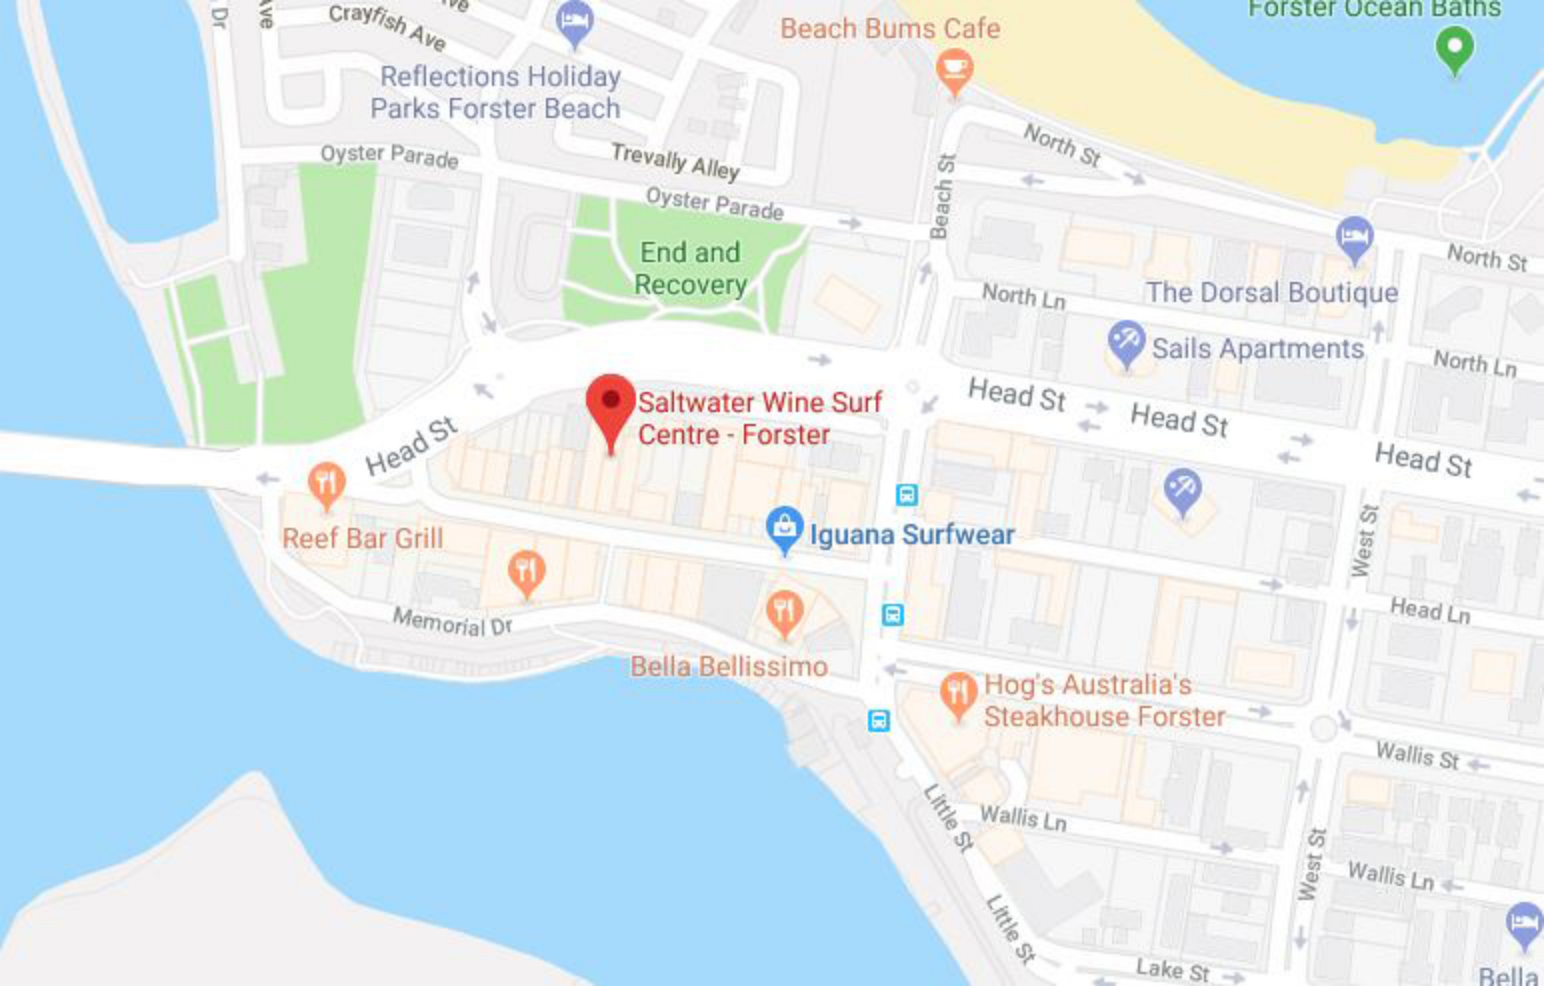 Dr
Ave
ve
Crayfish Ave
Reflections Holiday
Parks Forster Beach
Beach Bums Cafe
Forster Ocean Baths
Oyster Parade
Trevally Alley
Oyster Parade
North St
Beach St
End and
Recovery
North Ln
The Dorsal Boutique
North St
Sails Apartments
North Ln
Saltwater Wine Surf
Centre - Forster
Head St
Head St
Head St
Head St
Reef Bar Grill
Iguana Surfwear
West St
Head Ln
Memorial Dr
Bella Bellissimo
Hog's Australia's
Steakhouse Forster
Wallis St
Little St
Wallis Ln
West St
Wallis Ln
Little St
Lake St
Bella